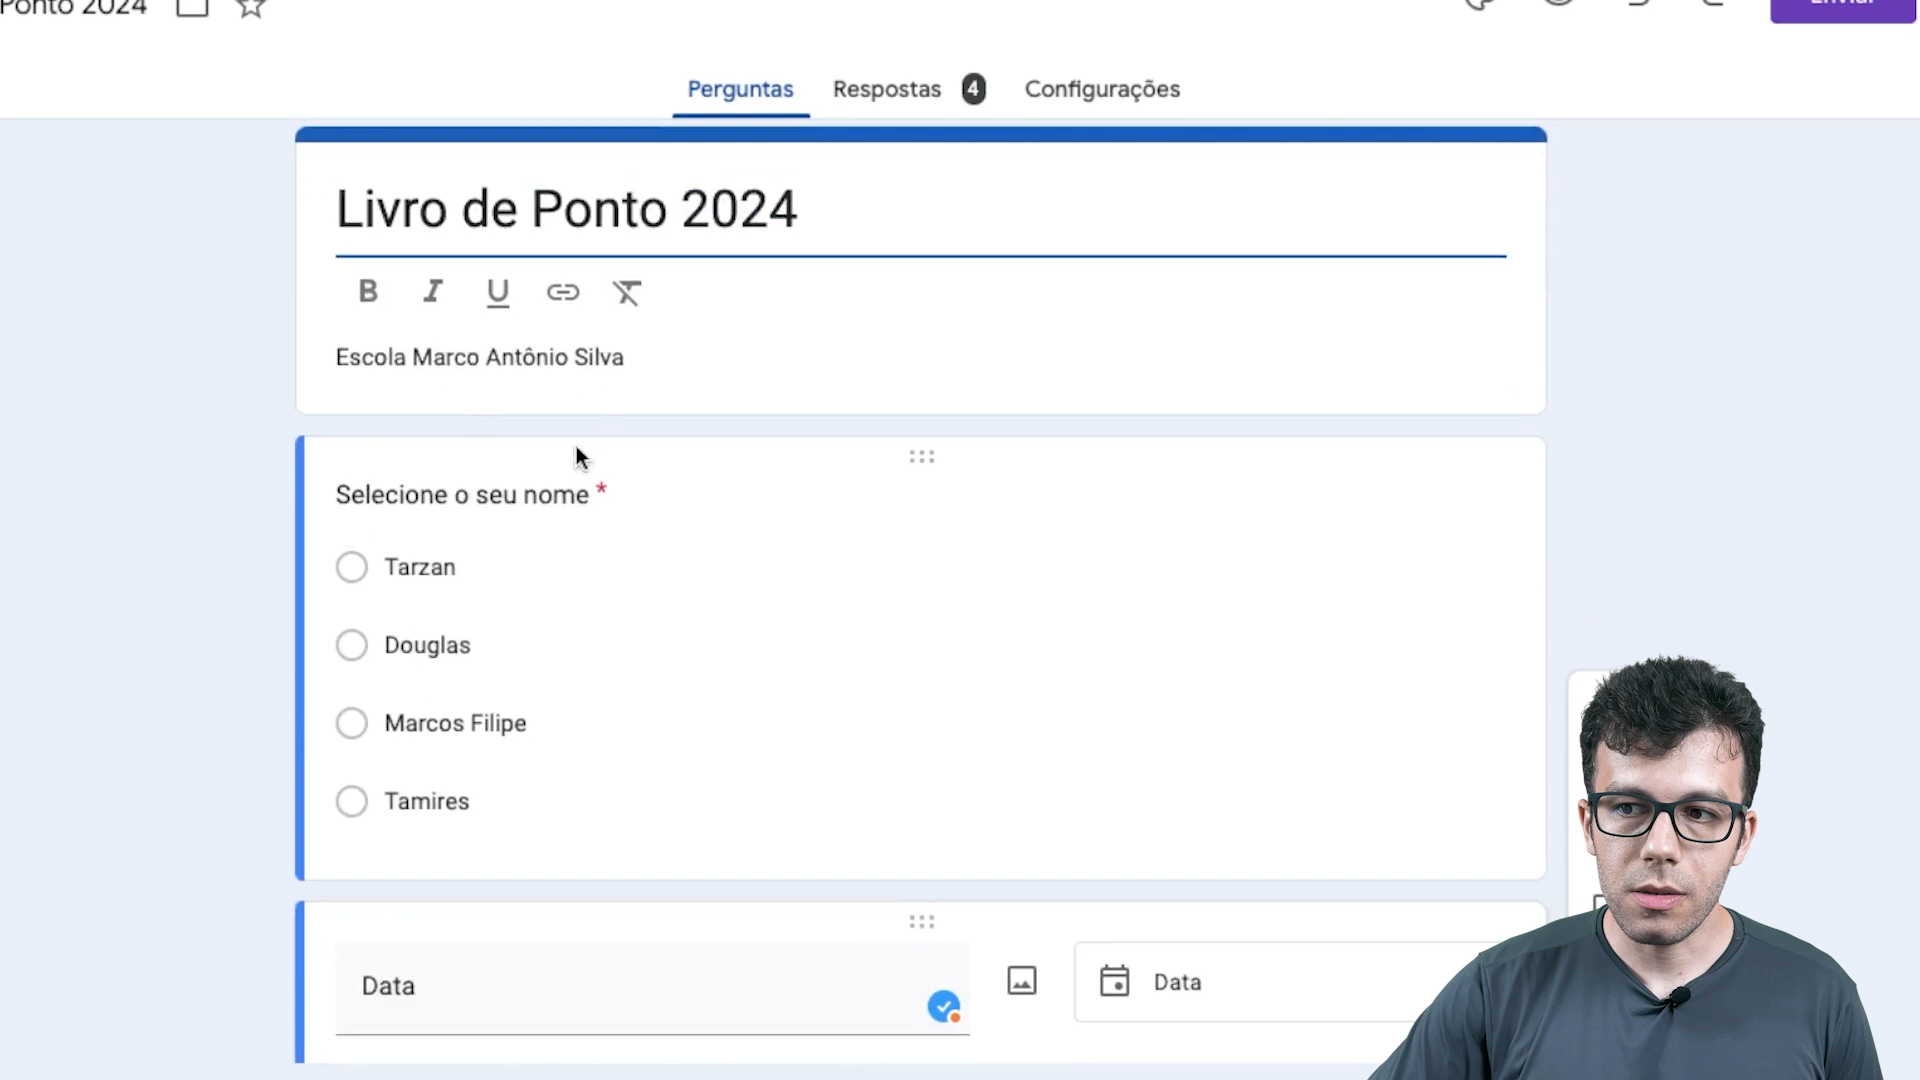 Ponto 2024
Enviar
Perguntas
Respostas 4
Configurações
Livro de Ponto 2024
B I U
Escola Marco Antônio Silva
Selecione o seu nome *
Tarzan
Douglas
Marcos Filipe
Tamires
Data
Data